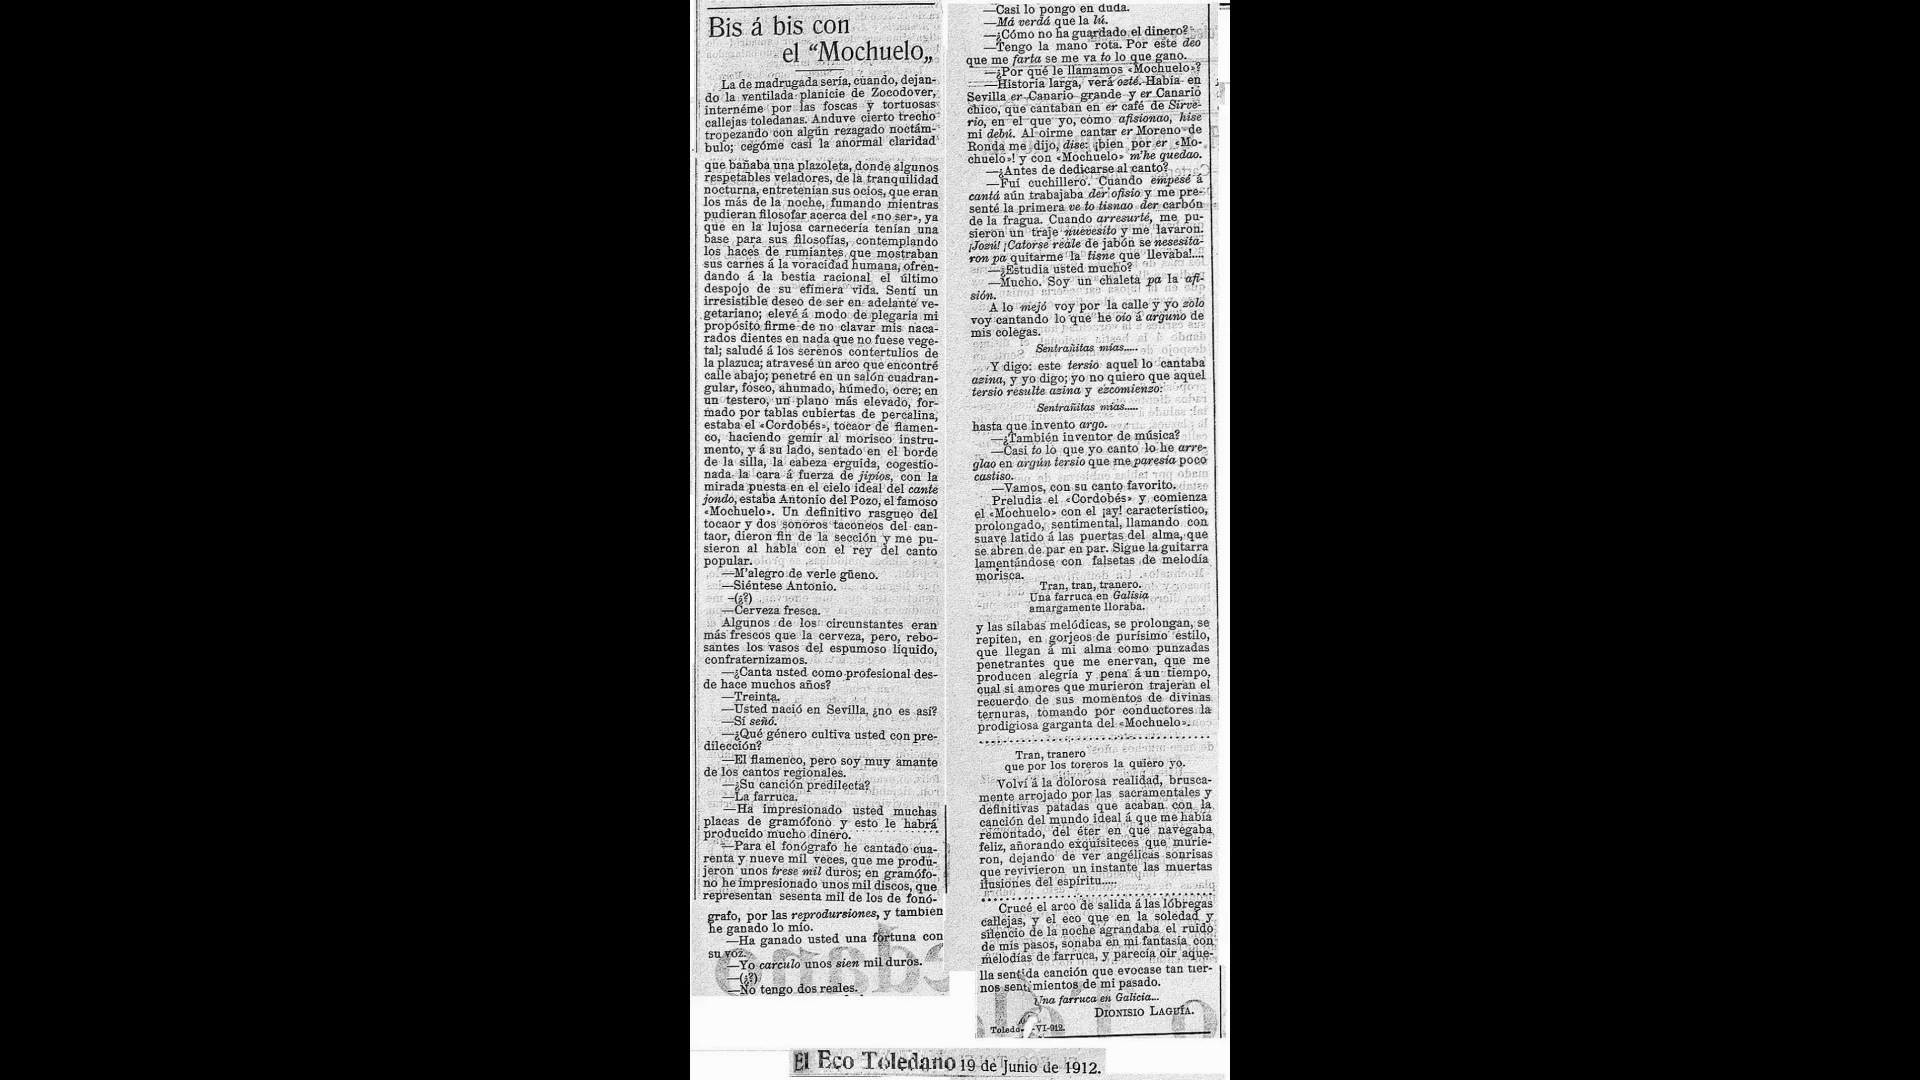 Bis á bis con
el “Mochuelo„
La de madrugada sería, cuando, dejan-
do la ventilada planicie de Zocodover,
internéme por las foscas y tortuosas
callejas toledanas. Anduve cierto trecho
tropezando con algún rezagado noctám-
bulo; cegóme casi la anormal claridad
que bañaba una plazoleta, donde algunos
respetables veladores, de la tranquilidad
nocturna, entretenían sus ocios, que eran
los más de la noche, fumando mientras
pudieran filosofar acerca del «no ser», ya
que en la lujosa carnecería tenían una
base para sus filosofías, contemplando
los haces de rumiantes que mostraban
sus carnes á la voracidad humana, ofren-
dando á la bestia racional el último
despojo de su efímera vida. Sentí un
irresistible deseo de ser en adelante ve-
getariano; elevé á modo de plegaria mi
propósito firme de no clavar mis naca-
rados dientes en nada que no fuese vege-
tal; saludé á los serenos contertulios de
la plazuca; atravesé un arco que encontré
calle abajo; penetré en un salón cuadran-
gular, fosco, ahumado, húmedo, ocre; en
un testero, un plano más elevado, for-
mado por tablas cubiertas de percalina,
estaba el «Cordobés», tocaor de flamen-
co, haciendo gemir al morisco instru-
mento, y á su lado, sentado en el borde
de la silla, la cabeza erguida, cogestio-
nada la cara á fuerza de jipíos, con la
mirada puesta en el cielo ideal del cante
jondo, estaba Antonio del Pozo, el famoso
«Mochuelo». Un definitivo rasgueo del
tocaor y dos sonoros taconeos del can-
taor, dieron fin de la sección y me pu-
sieron al habla con el rey del canto
popular.
—M'alegro de verle güeno.
—Siéntese Antonio.
—(¿?)
—Cerveza fresca.
Algunos de los circunstantes eran
más frescos que la cerveza, pero, rebo-
santes los vasos del espumoso líquido,
confraternizamos.
—¿Canta usted como profesional des-
de hace muchos años?
—Treinta.
—Usted nació en Sevilla, ¿no es así?
—Sí señó.
—¿Qué género cultiva usted con pre-
dilección?
—El flamenco, pero soy muy amante
de los cantos regionales.
—¿Su canción predilecta?
—La farruca.
—Ha impresionado usted muchas
placas de gramófono y esto le habrá
producido mucho dinero.
—Para el fonógrafo he cantado cua-
renta y nueve mil veces, que me produ-
jeron unos trese mil duros; en gramófo-
no he impresionado unos mil discos, que
representan sesenta mil de los de fonó-
grafo, por las reprodursiones, y también
he ganado lo mío.
—Ha ganado usted una fortuna con
su voz.
—Yo carculo unos sien mil duros.
—(¿?)
—No tengo dos reales.
—Casi lo pongo en duda.
—Má verdá que la lú.
—¿Cómo no ha guardado el dinero?
—Tengo la mano rota. Por este deo
que me farta se me va to lo que gano.
—¿Por qué le llamamos «Mochuelo»?
—Historia larga, verá ozté. Había en
Sevilla er Canario grande y er Canario
chico, que cantaban en er café de Sirve-
rio, en el que yo, como afisionao, hise
mi debú. Al oirme cantar er Moreno de
Ronda me dijo, dise: ¡bien por er «Mo-
chuelo»! y con «Mochuelo» m'he quedao.
—¿Antes de dedicarse al canto?
—Fuí cuchillero. Cuando empesé á
cantá aún trabajaba der ofisio y me pre-
senté la primera ve to tisnao der carbón
de la fragua. Cuando arresurté, me pu-
sieron un traje nuevesito y me lavaron.
¡Jozú! ¡Catorse reale de jabón se nesesita-
ron pa quitarme la tisne que llevaba!...
—¿Estudia usted mucho?
—Mucho. Soy un chaleta pa la afi-
sión.
A lo mejó voy por la calle y yo zolo
voy cantando lo que he oío á arguno de
mis colegas.
Sentrañitas mías.....
Y digo: este tersio aquel lo cantaba
azina, y yo digo; yo no quiero que aquel
tersio resulte azina y ezcomienzo:
Sentrañitas mías.....
hasta que invento argo.
—¿También inventor de música?
—Casi to lo que yo canto lo he arre-
glao en argún tersio que me paresía poco
castiso.
—Vamos, con su canto favorito.
Preludia el «Cordobés» y comienza
el «Mochuelo» con el ¡ay! característico,
prolongado, sentimental, llamando con
suave latido á las puertas del alma, que
se abren de par en par. Sigue la guitarra
lamentándose con falsetas de melodía
morisca.
Tran, tran, tranero.
Una farruca en Galisia
amargamente lloraba.
y las sílabas melódicas, se prolongan, se
repiten, en gorjeos de purísimo estilo,
que llegan á mi alma como punzadas
penetrantes que me enervan, que me
producen alegría y pena á un tiempo,
cual si amores que murieron trajeran el
recuerdo de sus momentos de divinas
ternuras, tomando por conductores la
prodigiosa garganta del «Mochuelo».
Tran, tranero
que por los toreros la quiero yo.
Volví á la dolorosa realidad, brusca-
mente arrojado por las sacramentales y
definitivas patadas que acaban con la
canción del mundo ideal á que me había
remontado, del éter en que navegaba
feliz, añorando exquisiteces que murie-
ron, dejando de ver angélicas sonrisas
que revivieron un instante las muertas
ilusiones del espíritu.....
Crucé el arco de salida á las lóbregas
callejas, y el eco que en la soledad y
silencio de la noche agrandaba el ruido
de mis pasos, sonaba en mi fantasía con
melodías de farruca, y parecía oir aque-
lla sentida canción que evocase tan tier-
nos sentimientos de mi pasado.
Una farruca en Galicia...
DIONISIO LAGUÍA.
Toledo VI-912.
El Eco Toledano 19 de Junio de 1912.